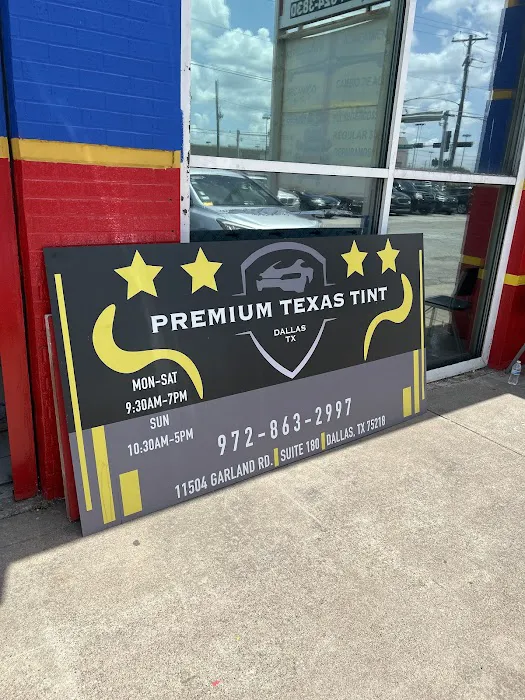 PREMIUM TEXAS TINT
DALLAS
TX
MON-SAT
9:30AM-7PM
SUN
10:30AM-5PM
972-863-2997
11504 GARLAND RD. SUITE 180 DALLAS, TX 75218